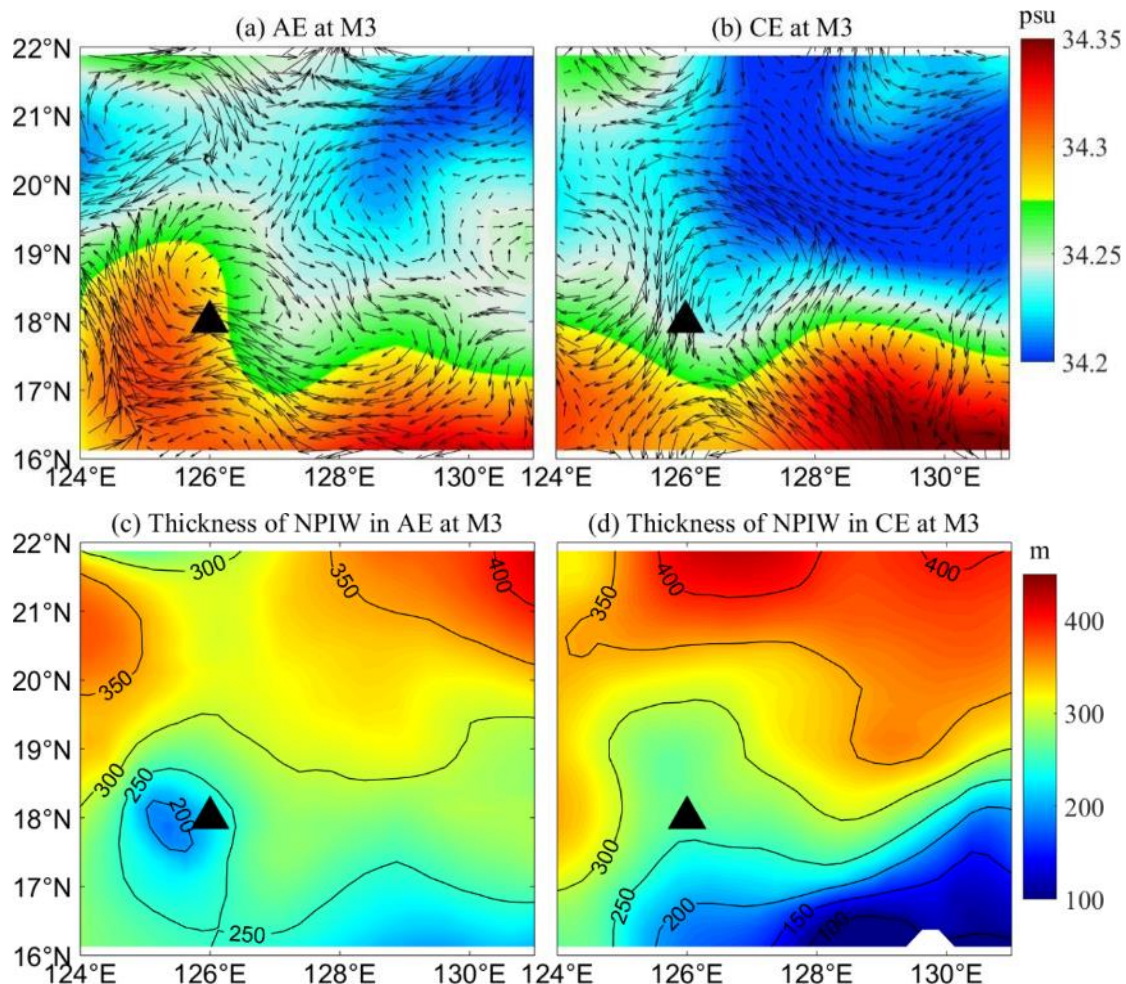 (a) AE at M3
(b) CE at M3
psu
22°N
21°N
20°N
19°N
18°N
17°N
16°N
124°E
126°E
128°E
130°E
124°E
126°E
128°E
130°E
34.35
34.3
34.25
34.2
(c) Thickness of NPIW in AE at M3
(d) Thickness of NPIW in CE at M3
m
22°N
21°N
20°N
19°N
18°N
17°N
16°N
300
350
400
350
300
250
200
250
400
400
350
300
300
250
200
150
100
124°E
126°E
128°E
130°E
124°E
126°E
128°E
130°E
400
300
200
100